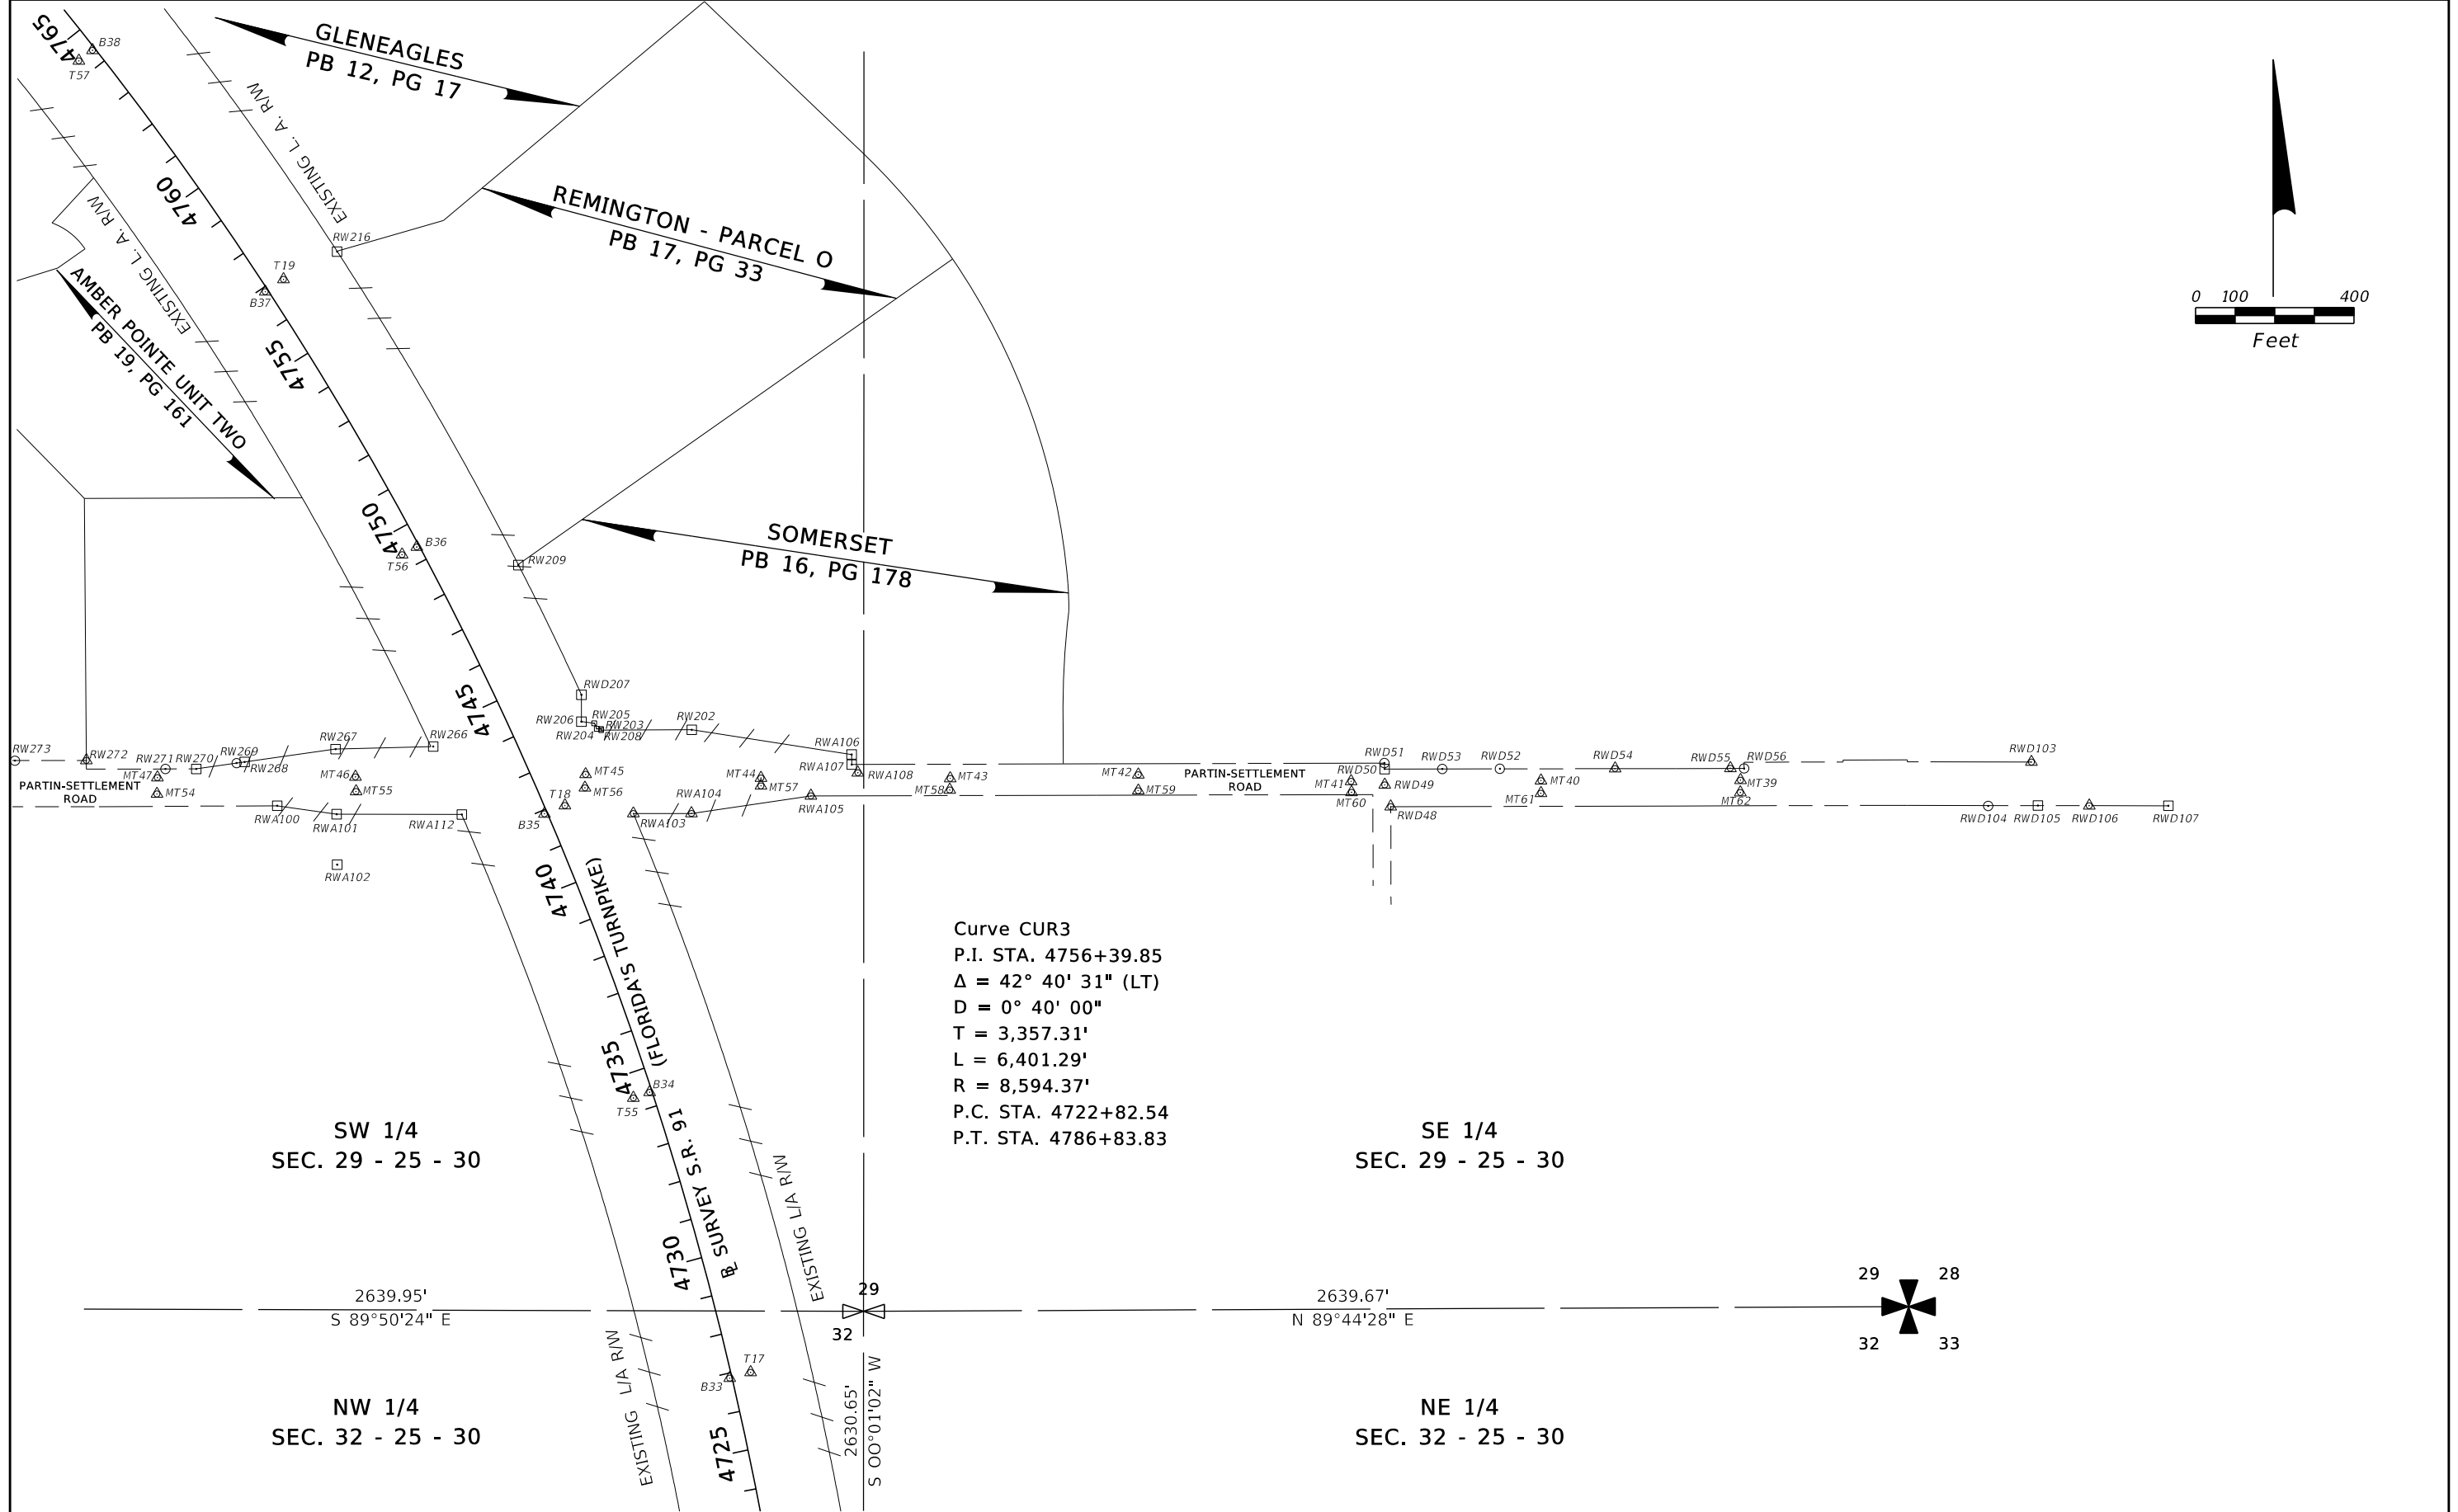 4765
B38
T57
GLENEAGLES
PB 12, PG 17
EXISTING L. A. R/W
0 100 400
Feet
4760
EXISTING L. A. R/W
REMINGTON - PARCEL O
PB 17, PG 33
RW216
T19
B37
AMBER POINTE UNIT TWO
PB 19, PG 161
4755
4750
B36
T56
RW209
SOMERSET
PB 16, PG 178
RWD207
4745
RW206
RW205
RW203
RW204
RW208
RW202
RW266
RW267
RW273
RW272
RW271
RW270
RW269
RW268
RWA106
RWA107
RWA108
RWD51
RWD53
RWD52
RWD54
RWD55
RWD56
RWD103
RWD50
MT47
MT46
MT45
MT44
MT43
MT42
PARTIN-SETTLEMENT
ROAD
MT41
RWD49
MT40
MT39
PARTIN-SETTLEMENT
ROAD
MT54
MT55
MT56
MT57
MT58
MT59
MT60
MT61
MT62
T18
RWA104
RWA105
RWA100
RWA101
RWA112
B35
RWA103
RWD48
RWD104
RWD105
RWD106
RWD107
RWA102
4740
Curve CUR3
P.I. STA. 4756+39.85
Δ = 42° 40' 31" (LT)
D = 0° 40' 00"
T = 3,357.31'
L = 6,401.29'
R = 8,594.37'
P.C. STA. 4722+82.54
P.T. STA. 4786+83.83
4735
B34
T55
BL SURVEY S.R. 91 (FLORIDA'S TURNPIKE)
SW 1/4
SEC. 29 - 25 - 30
SE 1/4
SEC. 29 - 25 - 30
EXISTING L/A R/W
4730
29
32
2639.95'
S 89°50'24" E
2639.67'
N 89°44'28" E
29 28
32 33
EXISTING L/A R/W
T17
B33
2630.65'
S OO°01'02" W
NW 1/4
SEC. 32 - 25 - 30
NE 1/4
SEC. 32 - 25 - 30
4725